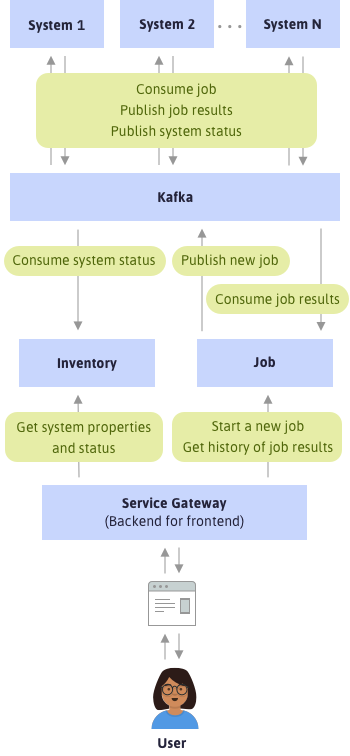 System 1
System 2
System N
Consume job
Publish job results
Publish system status
Kafka
Consume system status
Publish new job
Consume job results
Inventory
Job
Get system properties
and status
Start a new job
Get history of job results
Service Gateway
(Backend for frontend)
User